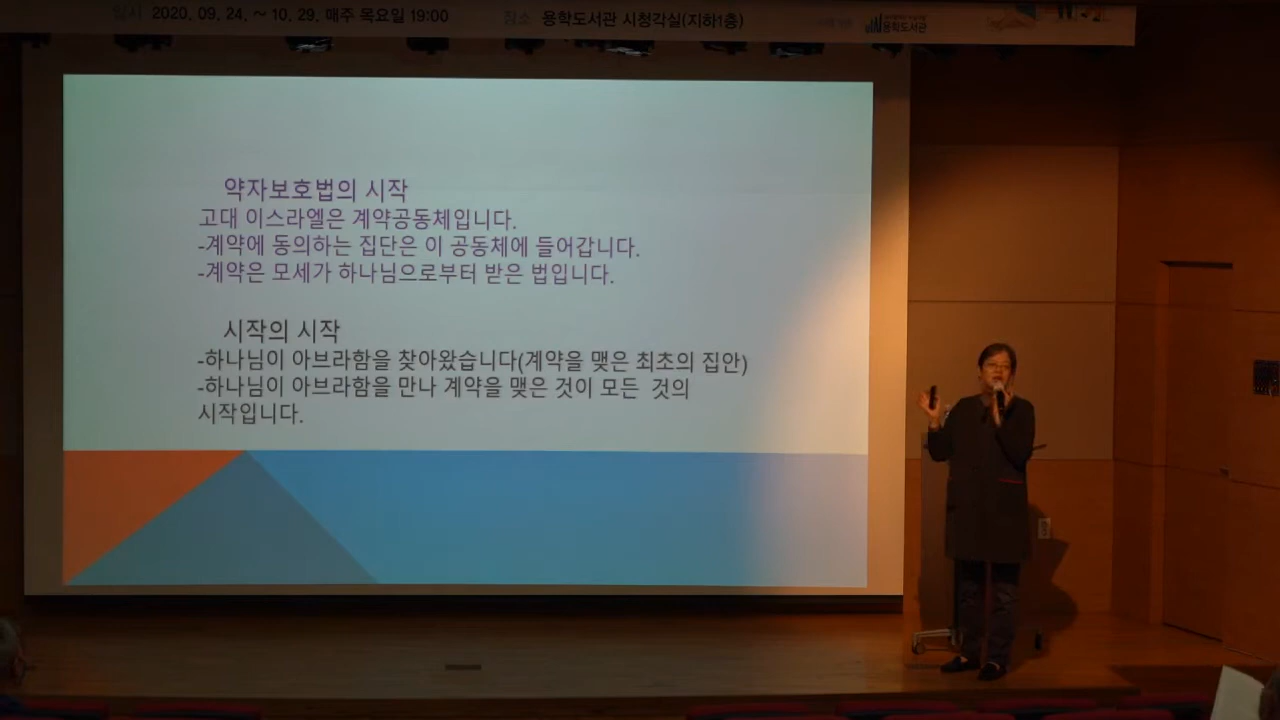 일시 2020. 09. 24. ~ 10. 29. 매주 목요일 19:00 장소 용학도서관 시청각실(지하1층) 용학도서관
약자보호법의 시작
고대 이스라엘은 계약공동체입니다.
-계약에 동의하는 집단은 이 공동체에 들어갑니다.
-계약은 모세가 하나님으로부터 받은 법입니다.
시작의 시작
-하나님이 아브라함을 찾아왔습니다(계약을 맺은 최초의 집안)
-하나님이 아브라함을 만나 계약을 맺은 것이 모든 것의
시작입니다.